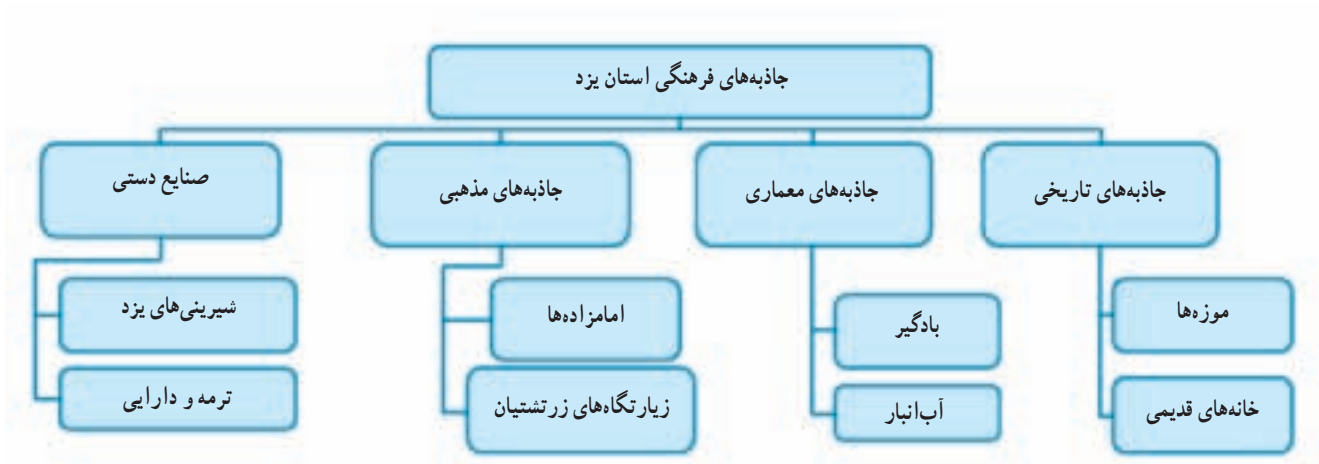 جاذبه‌های فرهنگی استان یزد
جاذبه‌های تاریخی
جاذبه‌های معماری
جاذبه‌های مذهبی
صنایع دستی
موزه‌ها
خانه‌های قدیمی
بادگیر
آب‌انبار
امامزاده‌ها
زیارتگاه‌های زرتشتیان
شیرینی‌های یزد
ترمه و دارایی